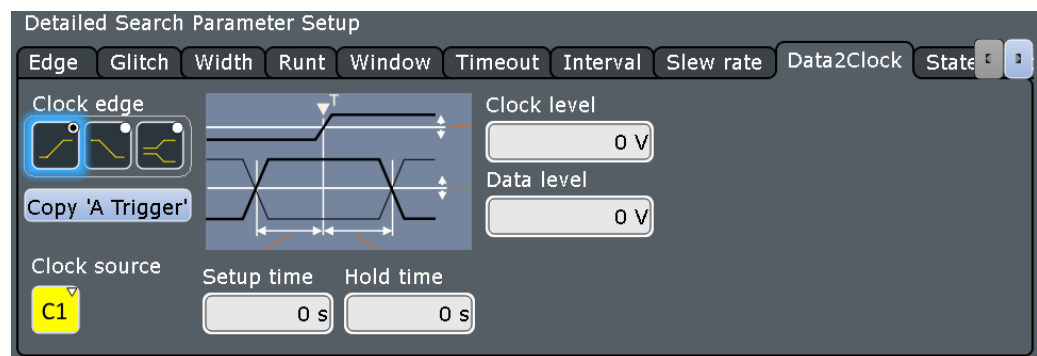 Detailed Search Parameter Setup
Edge Glitch Width Runt Window Timeout Interval Slew rate Data2Clock State
Clock edge
T
Clock level
0 V
Data level
0 V
Copy 'A Trigger'
Clock source
C1
Setup time Hold time
0 s 0 s